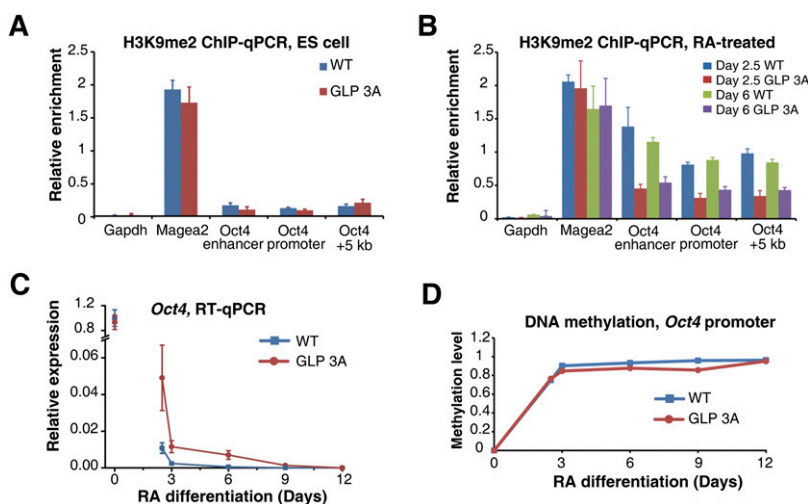 A
H3K9me2 ChIP-qPCR, ES cell
WT
GLP 3A
Relative enrichment
2.5
2
1.5
1
0.5
0
Gapdh Magea2 Oct4 Oct4 Oct4
enhancer promoter +5 kb
B
H3K9me2 ChIP-qPCR, RA-treated
Day 2.5 WT
Day 2.5 GLP 3A
Day 6 WT
Day 6 GLP 3A
Relative enrichment
2.5
2
1.5
1
0.5
0
Gapdh Magea2 Oct4 Oct4 Oct4
enhancer promoter +5 kb
C
Oct4, RT-qPCR
WT
GLP 3A
Relative expression
1.2
0.8
0.06
0.04
0.02
0.00
0 3 6 9 12
RA differentiation (Days)
D
DNA methylation, Oct4 promoter
WT
GLP 3A
Methylation level
1.2
1
0.8
0.6
0.4
0.2
0
0 3 6 9 12
RA differentiation (Days)